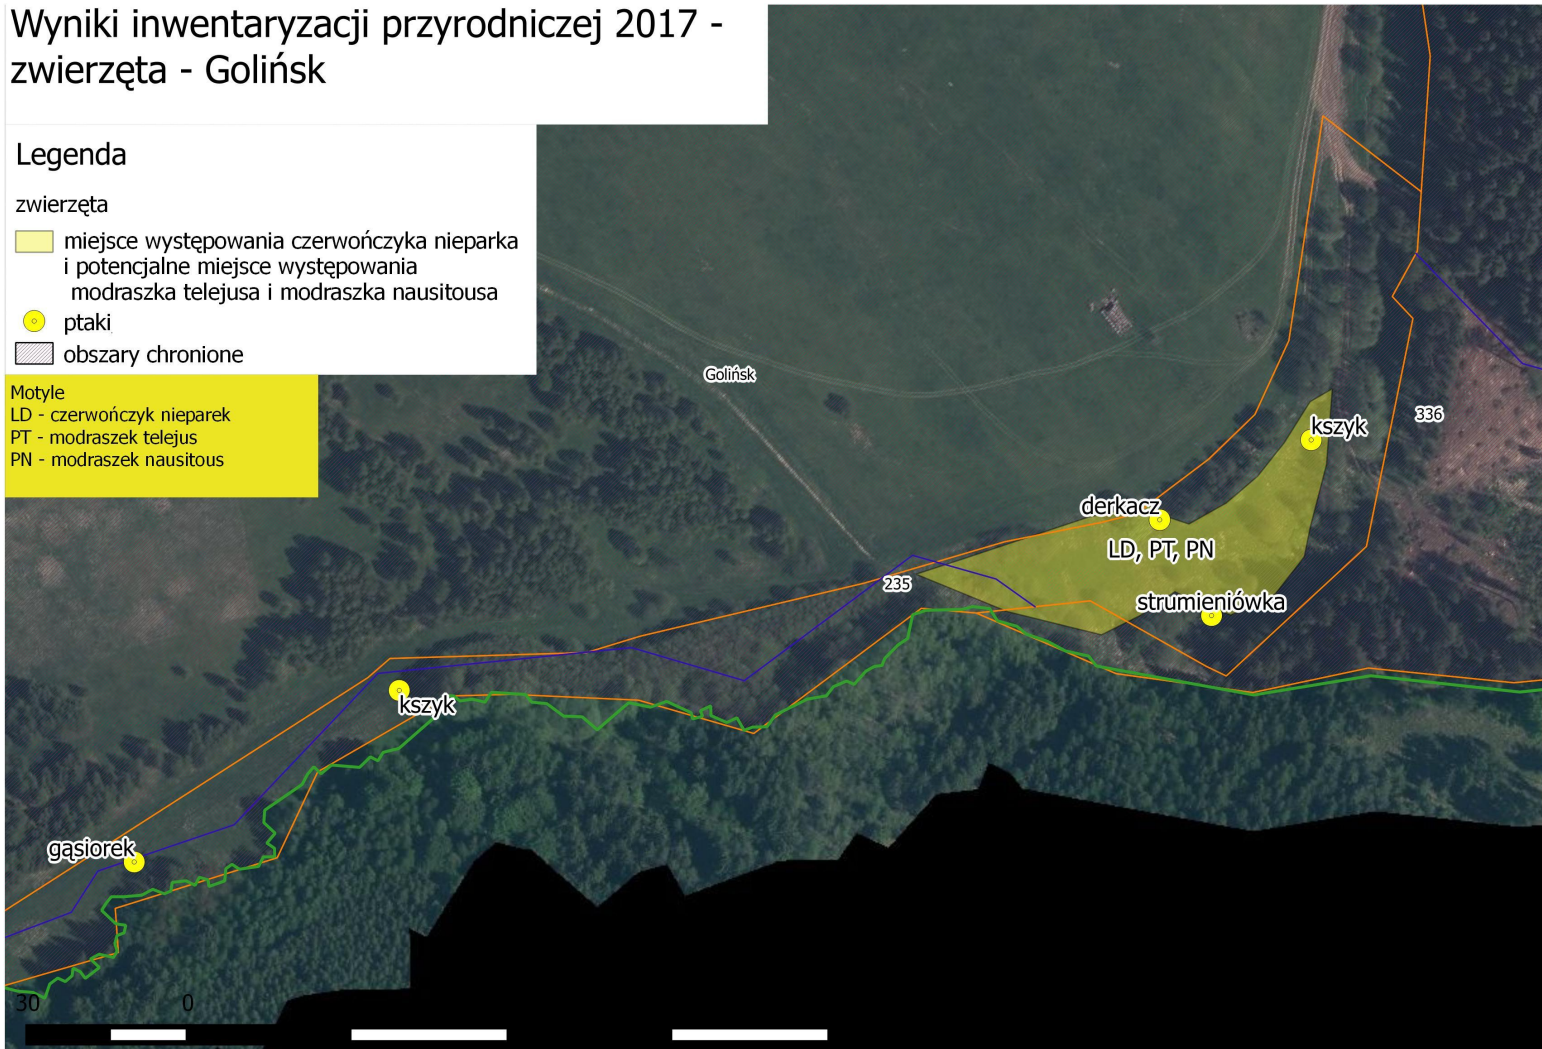 Wyniki inwentaryzacji przyrodniczej 2017 -
zwierzęta - Golińsk
Legenda
zwierzęta
miejsce występowania czerwończyka nieparka
i potencjalne miejsce występowania
modraszka telejusa i modraszka nausitousa
ptaki
obszary chronione
Motyle
LD - czerwończyk nieparek
PT - modraszek telejus
PN - modraszek nausitous
Golińsk
336
kszyk
derkacz
LD, PT, PN
235
strumieniówka
kszyk
gąsiorek
30 0